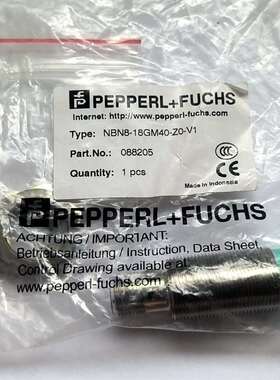 PEPPERL+FUCHS
Internet: http://www.pepperl-fuchs.com
Type: NBN8-18GM40-Z0-V1
Part.No.: 088205
Quantity: 1 pcs
CE
CCC
Made in Indonesia
PEPPERL+FUCHS
ACHTUNG / IMPORTANT:
Betriebsanleitung / Instruction, Data Sheet,
Control Drawing available at
www.pepperl-fuchs.com